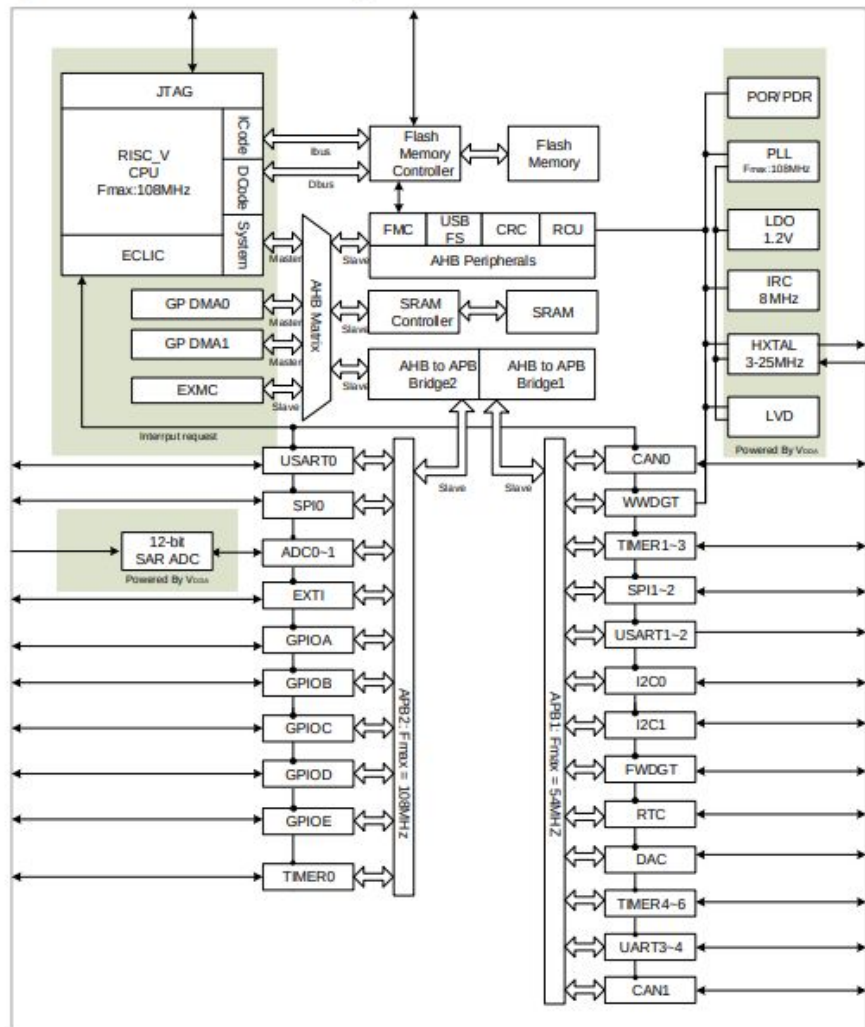 JTAG
RISC_V
CPU
Fmax:108MHz
ICode
DCode
System
ECLIC
Ibus
Dbus
Flash
Memory
Controller
Flash
Memory
FMC
USB
FS
CRC
RCU
AHB Peripherals
Master
Slave
AHB Matrix
GP DMA0
Master
GP DMA1
Master
EXMC
Slave
Slave
SRAM
Controller
SRAM
Slave
AHB to APB
Bridge2
AHB to APB
Bridge1
POR/PDR
PLL
Fmax:108MHz
LDO
1.2V
IRC
8MHz
HXTAL
3-25MHz
LVD
Powered By VDDA
Interrput request
Slave
Slave
USART0
SPI0
12-bit
SAR ADC
Powered By VDDA
ADC0~1
EXTI
GPIOA
GPIOB
GPIOC
GPIOD
GPIOE
TIMER0
APB2: Fmax = 108MHz
APB1: Fmax = 54MHZ
CAN0
WWDGT
TIMER1~3
SPI1~2
USART1~2
I2C0
I2C1
FWDGT
RTC
DAC
TIMER4~6
UART3~4
CAN1